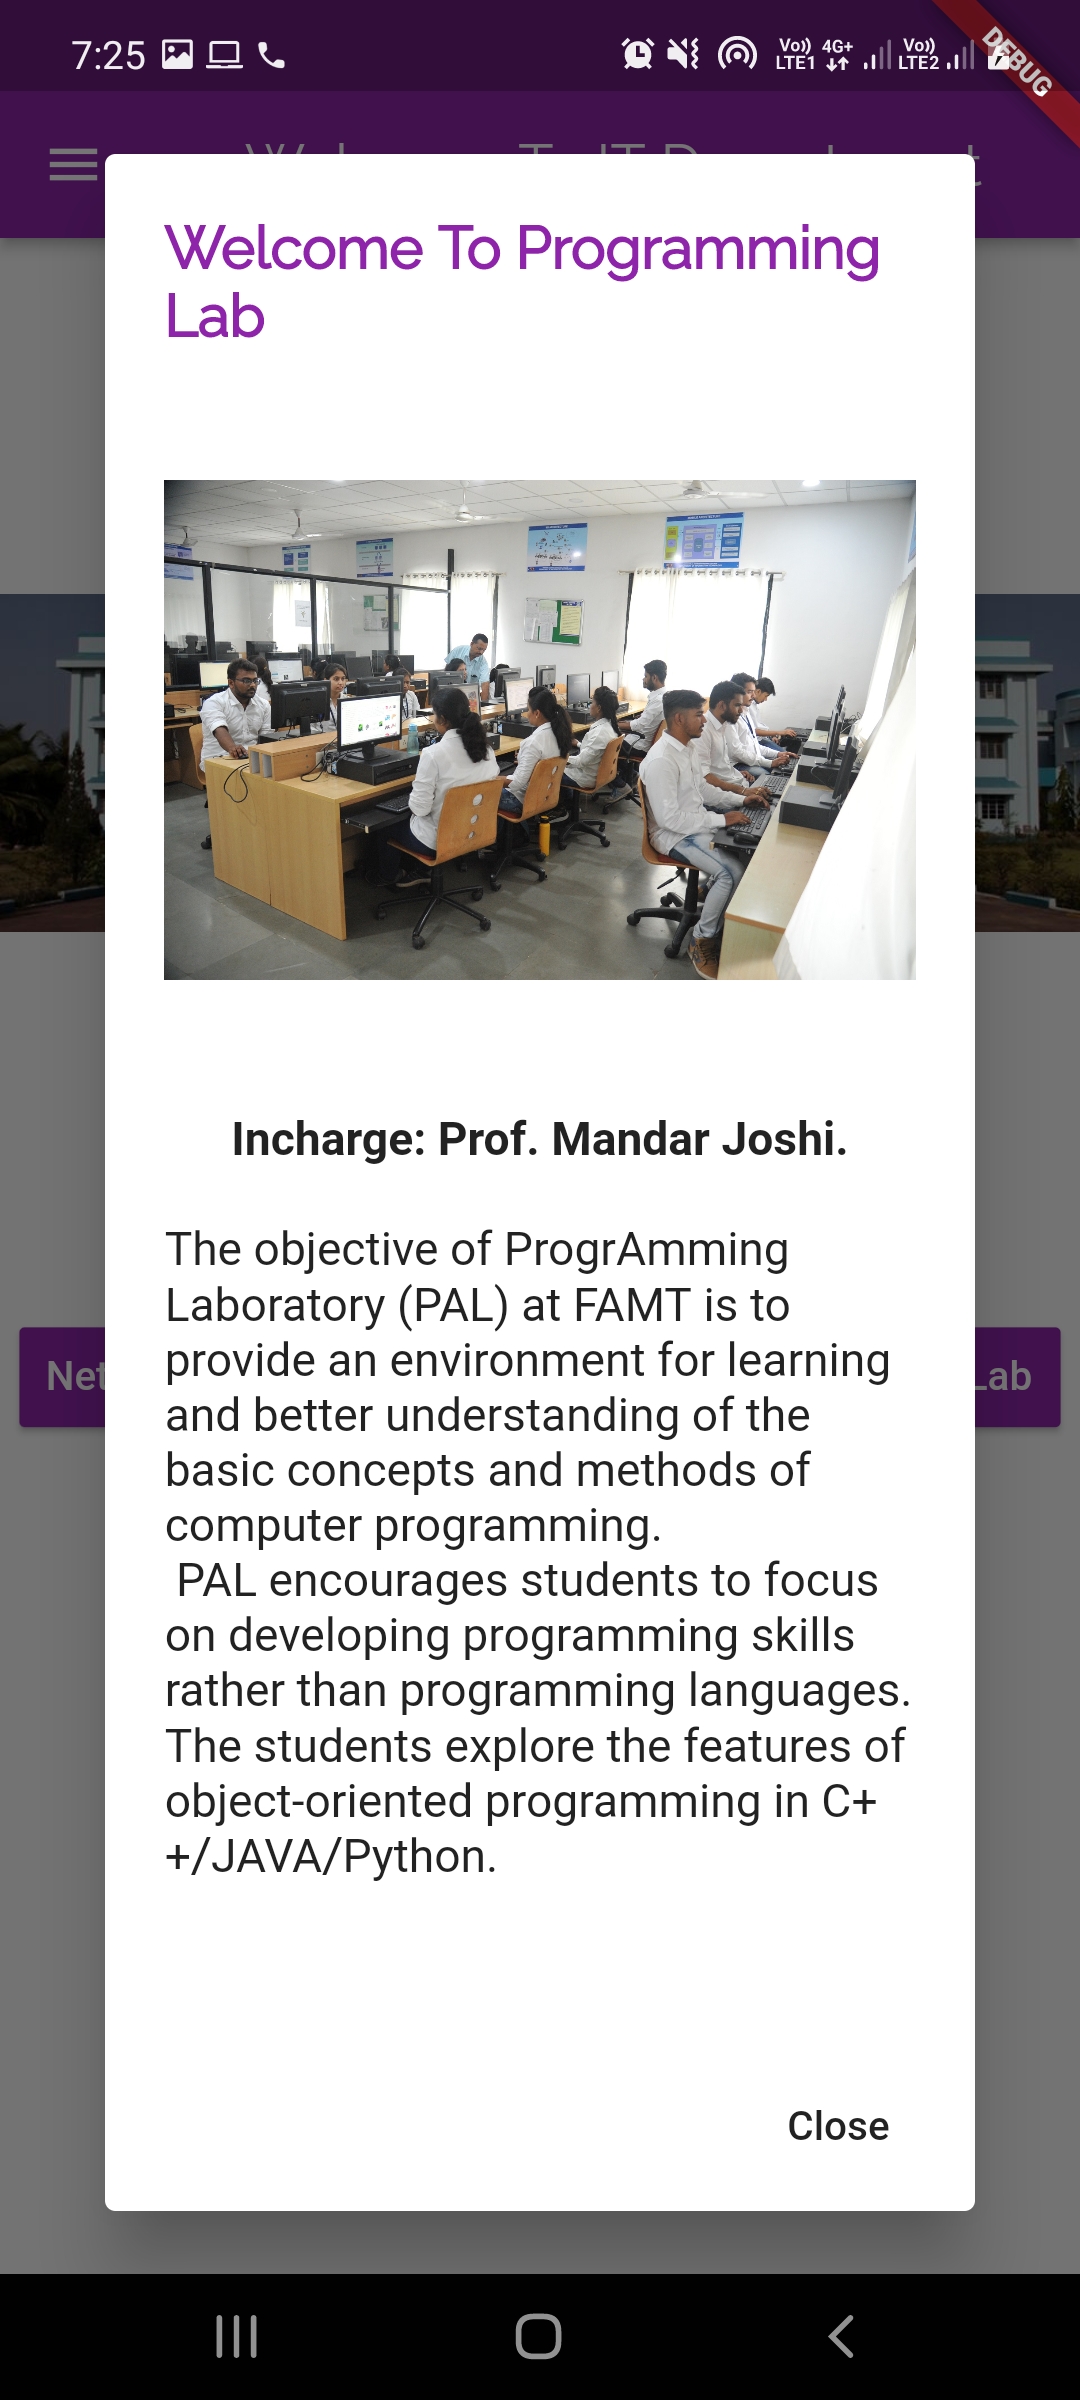 7:25
Vo)) LTE1 4G+ Vo)) LTE2
DEBUG
Welcome To Programming
Lab
Incharge: Prof. Mandar Joshi.
The objective of ProgrAmming
Laboratory (PAL) at FAMT is to
provide an environment for learning
and better understanding of the
basic concepts and methods of
computer programming.
PAL encourages students to focus
on developing programming skills
rather than programming languages.
The students explore the features of
object-oriented programming in C+
+/JAVA/Python.
Lab
Close